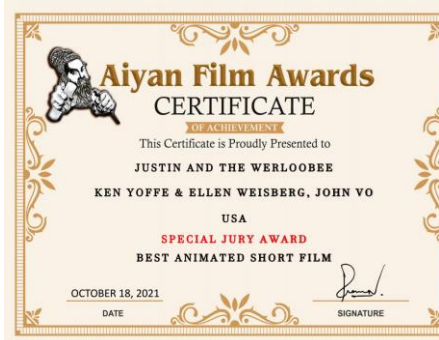 Aiyan Film Awards
CERTIFICATE
OF ACHIEVEMENT
This Certificate is Proudly Presented to
JUSTIN AND THE WERLOOBEE
KEN YOFFE & ELLEN WEISBERG, JOHN VO
USA
SPECIAL JURY AWARD
BEST ANIMATED SHORT FILM
OCTOBER 18, 2021
DATE
SIGNATURE